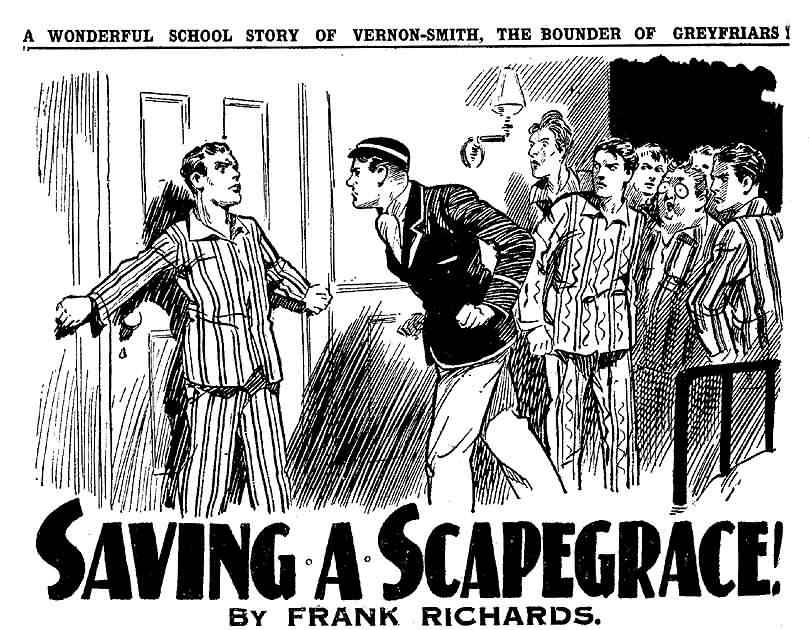 A WONDERFUL SCHOOL STORY OF VERNON-SMITH, THE BOUNDER OF GREYFRIARS!
SAVING A SCAPEGRACE!
BY FRANK RICHARDS.